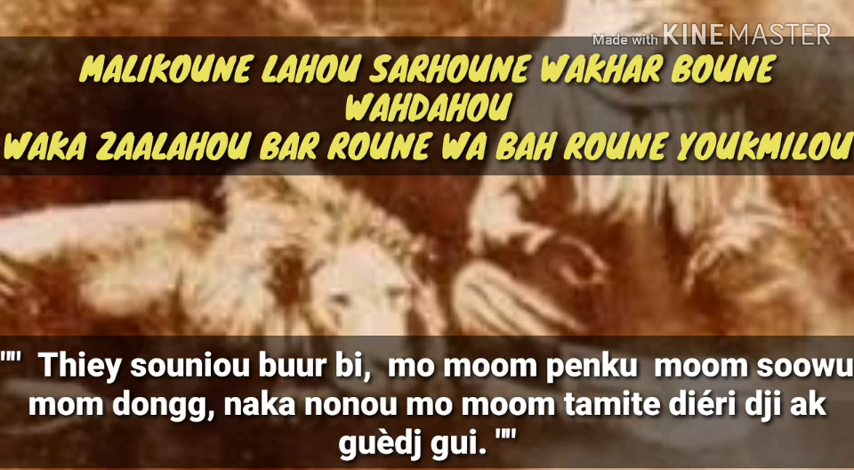 Made with KINEMASTER
MALIKOUNE LAHOU SARHOUNE WAKHAR BOUNE
WAHDAHOU
WAKA ZAALAHOU BAR ROUNE WA BAH ROUNE YOUKMILOU
"" Thiey souniou buur bi, mo moom penku moom soowu
mom dongg, naka nonou mo moom tamite diéri dji ak
guèdj gui. ""